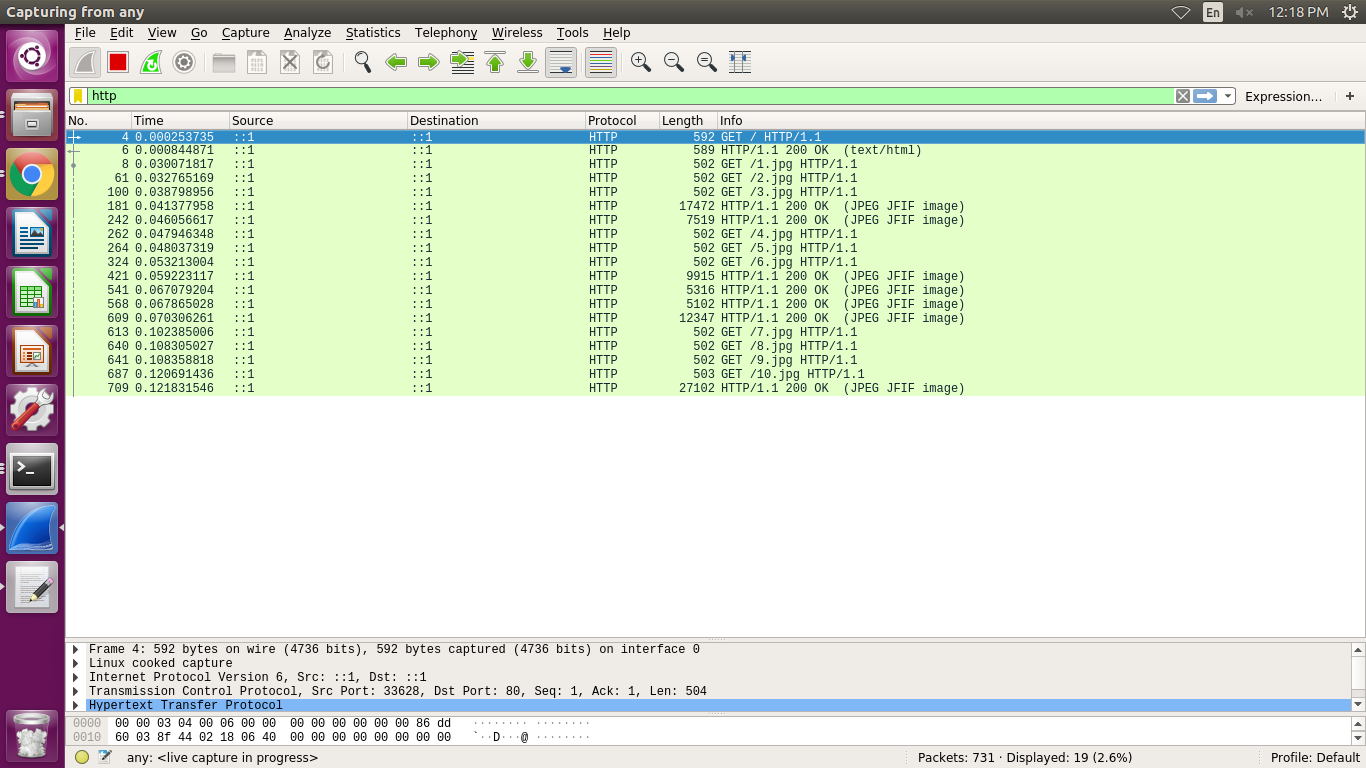 Capturing from any En 12:18 PM
File Edit View Go Capture Analyze Statistics Telephony Wireless Tools Help
http Expression… +
No. Time Source Destination Protocol Length Info
4 0.000253735 ::1 ::1 HTTP 592 GET / HTTP/1.1
6 0.000844871 ::1 ::1 HTTP 589 HTTP/1.1 200 OK (text/html)
8 0.030071817 ::1 ::1 HTTP 502 GET /1.jpg HTTP/1.1
61 0.032765169 ::1 ::1 HTTP 502 GET /2.jpg HTTP/1.1
100 0.038798956 ::1 ::1 HTTP 502 GET /3.jpg HTTP/1.1
181 0.041377958 ::1 ::1 HTTP 17472 HTTP/1.1 200 OK (JPEG JFIF image)
242 0.046056617 ::1 ::1 HTTP 7519 HTTP/1.1 200 OK (JPEG JFIF image)
262 0.047946348 ::1 ::1 HTTP 502 GET /4.jpg HTTP/1.1
264 0.048037319 ::1 ::1 HTTP 502 GET /5.jpg HTTP/1.1
324 0.053213004 ::1 ::1 HTTP 502 GET /6.jpg HTTP/1.1
421 0.059223117 ::1 ::1 HTTP 9915 HTTP/1.1 200 OK (JPEG JFIF image)
541 0.067079204 ::1 ::1 HTTP 5316 HTTP/1.1 200 OK (JPEG JFIF image)
568 0.067865028 ::1 ::1 HTTP 5102 HTTP/1.1 200 OK (JPEG JFIF image)
609 0.070306261 ::1 ::1 HTTP 12347 HTTP/1.1 200 OK (JPEG JFIF image)
613 0.102385006 ::1 ::1 HTTP 502 GET /7.jpg HTTP/1.1
640 0.108305027 ::1 ::1 HTTP 502 GET /8.jpg HTTP/1.1
641 0.108358818 ::1 ::1 HTTP 502 GET /9.jpg HTTP/1.1
687 0.120691436 ::1 ::1 HTTP 503 GET /10.jpg HTTP/1.1
709 0.121831546 ::1 ::1 HTTP 27102 HTTP/1.1 200 OK (JPEG JFIF image)
Frame 4: 592 bytes on wire (4736 bits), 592 bytes captured (4736 bits) on interface 0
Linux cooked capture
Internet Protocol Version 6, Src: ::1, Dst: ::1
Transmission Control Protocol, Src Port: 33628, Dst Port: 80, Seq: 1, Ack: 1, Len: 504
Hypertext Transfer Protocol
0000 00 00 03 04 00 06 00 00 00 00 00 00 00 00 86 dd ········ ········
0010 60 03 8f 44 02 18 06 40 00 00 00 00 00 00 00 00 `··D···@ ········
any: <live capture in progress> Packets: 731 · Displayed: 19 (2.6%) Profile: Default